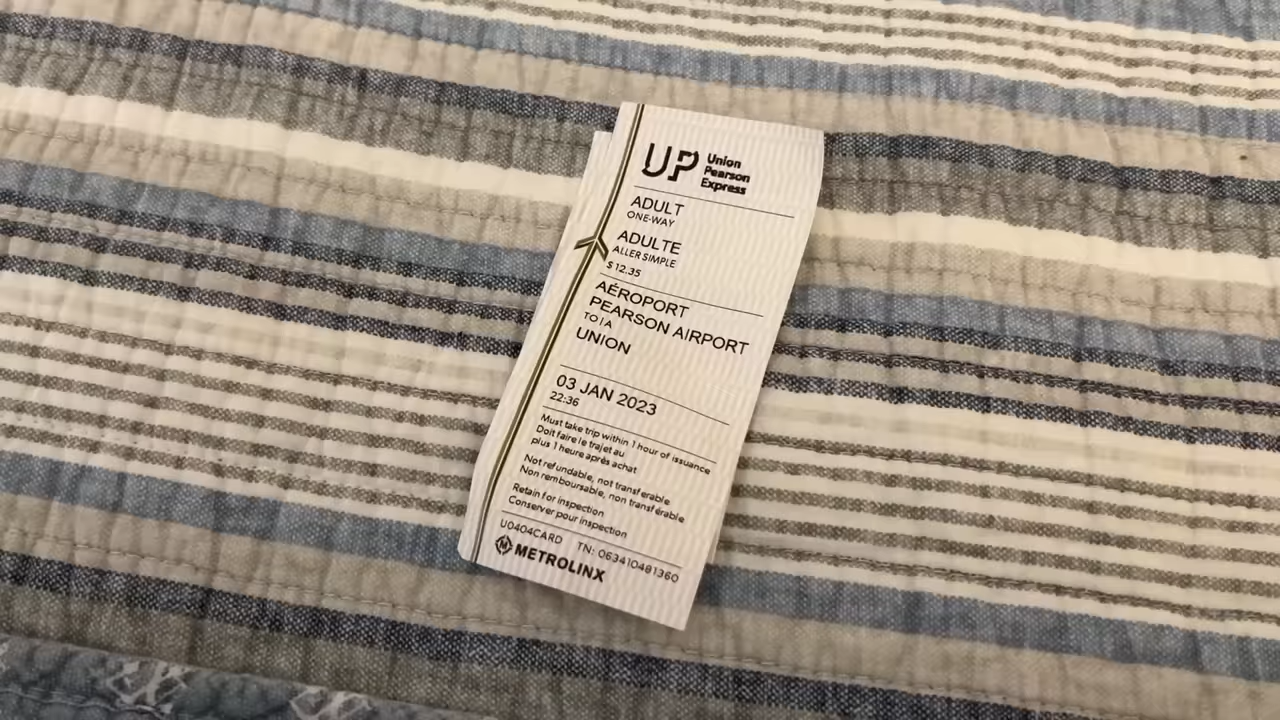 UP Union
Pearson
Express
ADULT
ONE-WAY
ADULTE
ALLER SIMPLE
$12.35
AÉROPORT
PEARSON AIRPORT
TO | A
UNION
03 JAN 2023
22:36
Must take trip within 1 hour of issuance
Doit faire le trajet au
plus 1 heure après achat
Not refundable, not transferable
Non remboursable, non transférable
Retain for inspection
Conserver pour inspection
U0404CARD TN: 063410481360
METROLINX